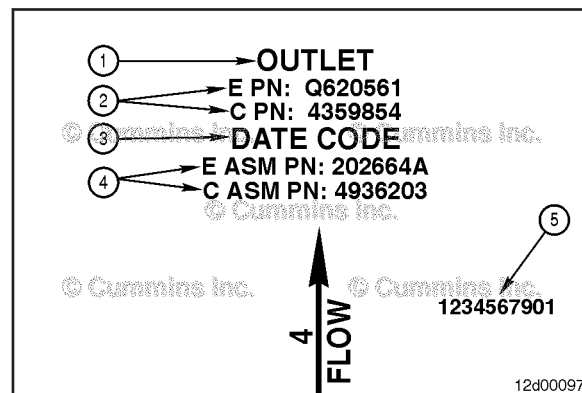 1
OUTLET
2
E PN: Q620561
C PN: 4359854
© Cummins Inc.
© Cummins Inc.
3
DATE CODE
4
E ASM PN: 202664A
C ASM PN: 4936203
© Cummins Inc.
5
© Cummins Inc.
© Cummins Inc.
1234567901
4
FLOW
12d00097